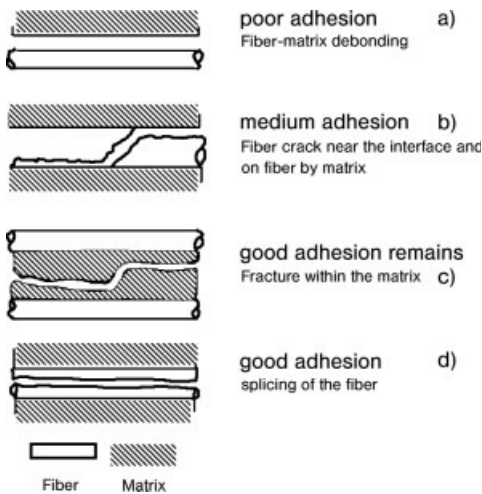 poor adhesion a)
Fiber-matrix debonding
medium adhesion b)
Fiber crack near the interface and
on fiber by matrix
good adhesion remains
Fracture within the matrix c)
good adhesion d)
splicing of the fiber
Fiber Matrix